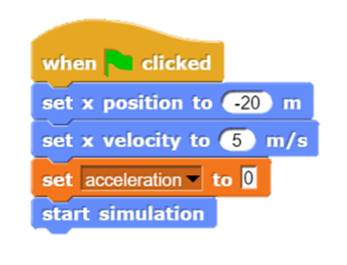 when clicked
set x position to -20 m
set x velocity to 5 m/s
set acceleration to 0
start simulation